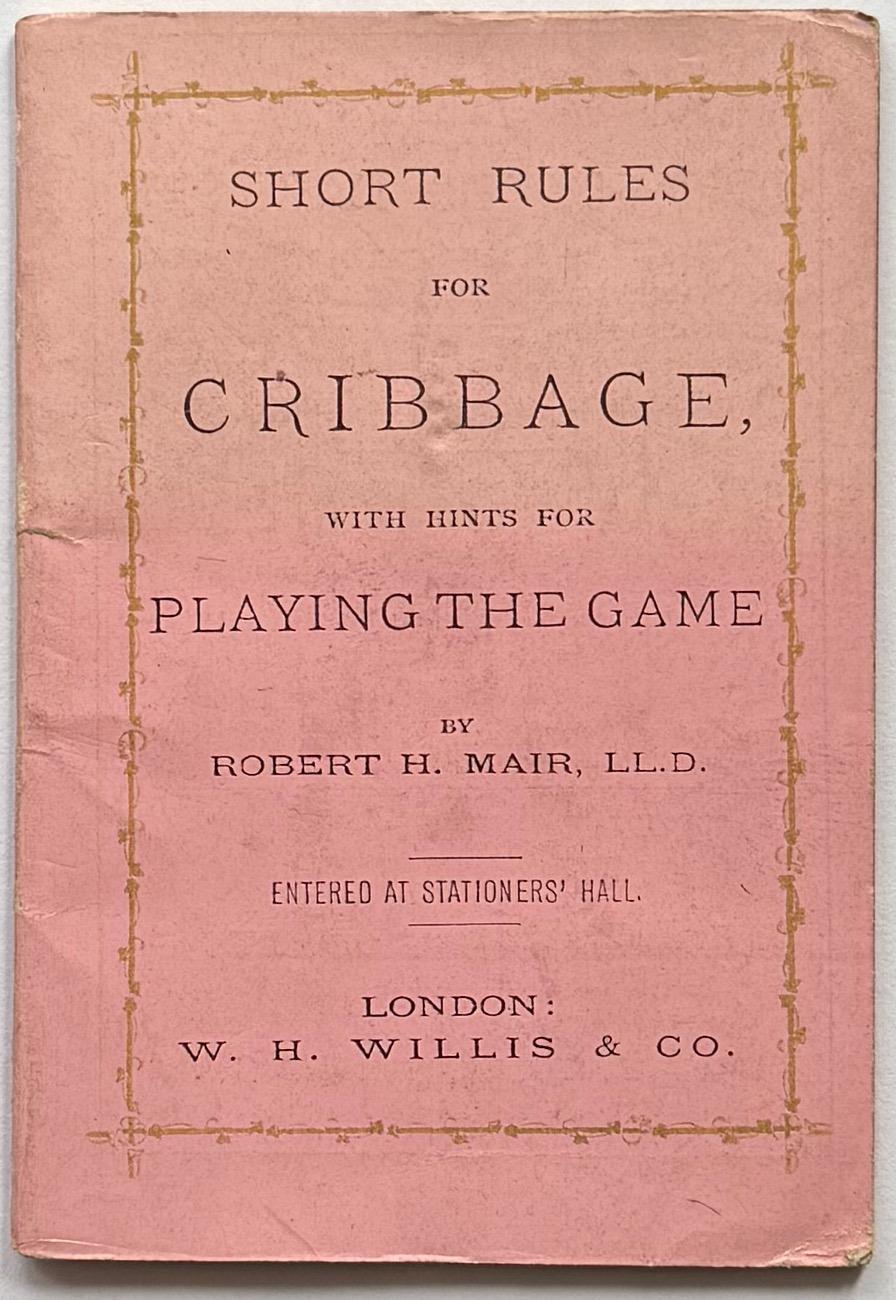 SHORT RULES
FOR
CRIBBAGE,
WITH HINTS FOR
PLAYING THE GAME
BY
ROBERT H. MAIR, LL.D.
ENTERED AT STATIONERS' HALL.
LONDON:
W. H. WILLIS & CO.